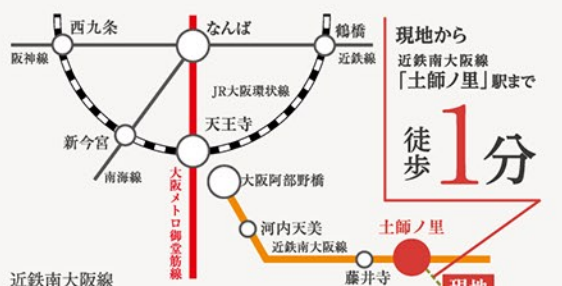 西九条
なんば
鶴橋
阪神線
近鉄線
JR大阪環状線
新今宮
天王寺
南海線
大阪メトロ御堂筋線
大阪阿部野橋
河内天美
近鉄南大阪線
藤井寺
土師ノ里
現地
近鉄南大阪線
現地から
近鉄南大阪線
「土師ノ里」駅まで
徒歩1分